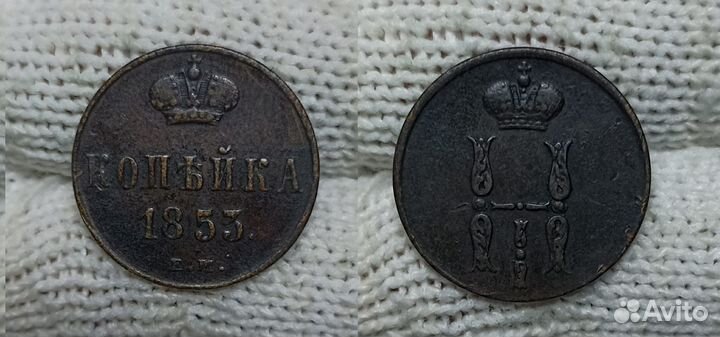 КОПѢЙКА
1853.
Е.М.
Н
I
Avito